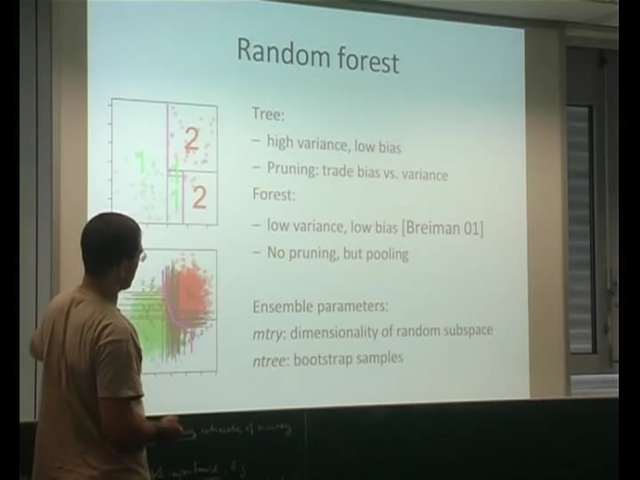 Random forest
Tree:
– high variance, low bias
– Pruning: trade bias vs. variance
Forest:
– low variance, low bias [Breiman 01]
– No pruning, but pooling
Ensemble parameters:
mtry: dimensionality of random subspace
ntree: bootstrap samples
2
1
1
1
2